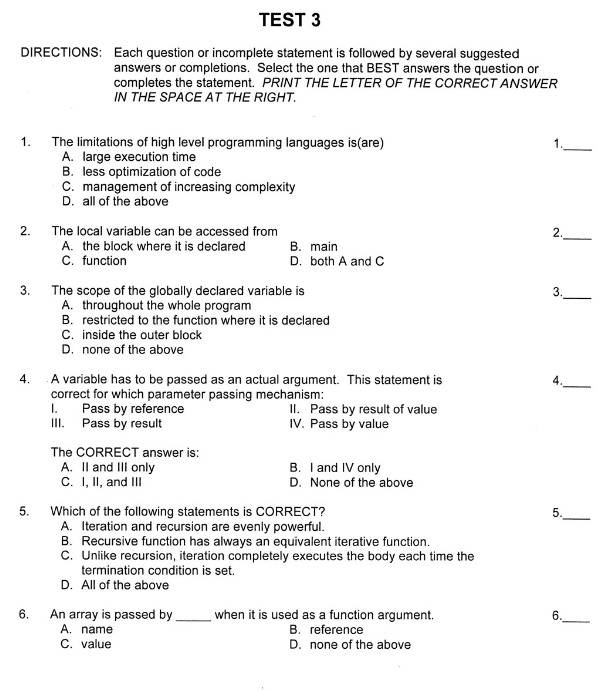 TEST 3
DIRECTIONS: Each question or incomplete statement is followed by several suggested
answers or completions. Select the one that BEST answers the question or
completes the statement. PRINT THE LETTER OF THE CORRECT ANSWER
IN THE SPACE AT THE RIGHT.
1. The limitations of high level programming languages is(are) 1.____
A. large execution time
B. less optimization of code
C. management of increasing complexity
D. all of the above
2. The local variable can be accessed from 2.____
A. the block where it is declared B. main
C. function D. both A and C
3. The scope of the globally declared variable is 3.____
A. throughout the whole program
B. restricted to the function where it is declared
C. inside the outer block
D. none of the above
4. A variable has to be passed as an actual argument. This statement is 4.____
correct for which parameter passing mechanism:
I. Pass by reference II. Pass by result of value
III. Pass by result IV. Pass by value
The CORRECT answer is:
A. II and III only B. I and IV only
C. I, II, and III D. None of the above
5. Which of the following statements is CORRECT? 5.____
A. Iteration and recursion are evenly powerful.
B. Recursive function has always an equivalent iterative function.
C. Unlike recursion, iteration completely executes the body each time the
termination condition is set.
D. All of the above
6. An array is passed by _____ when it is used as a function argument. 6.____
A. name B. reference
C. value D. none of the above